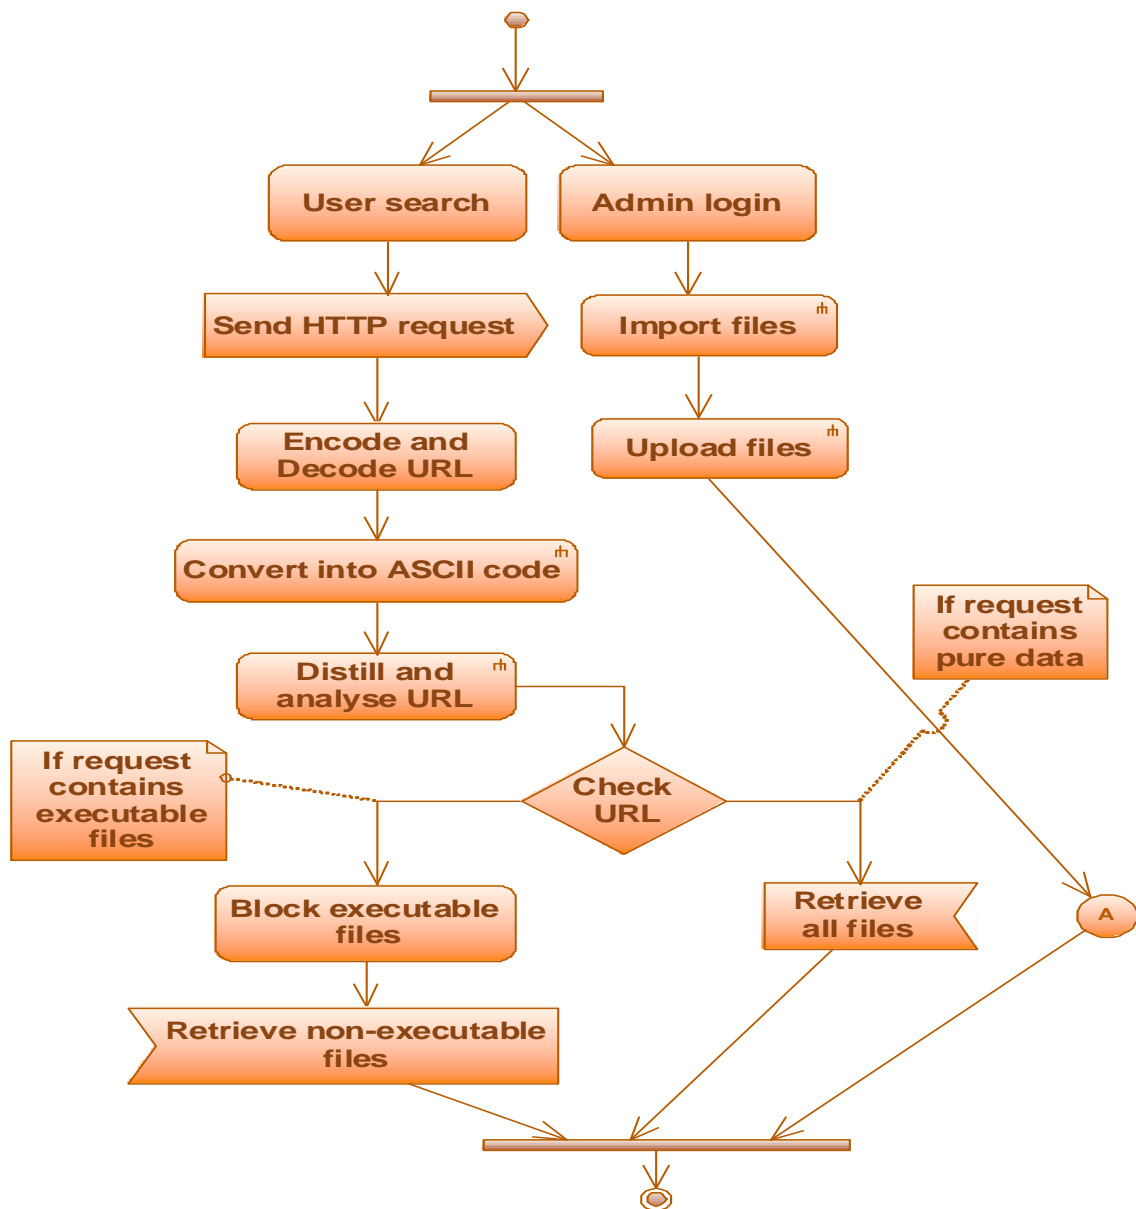 User search
Admin login
Send HTTP request
Import files
Encode and
Decode URL
Upload files
Convert into ASCII code
If request
contains
pure data
Distill and
analyse URL
If request
contains
executable
files
Check
URL
Block executable
files
Retrieve
all files
A
Retrieve non-executable
files